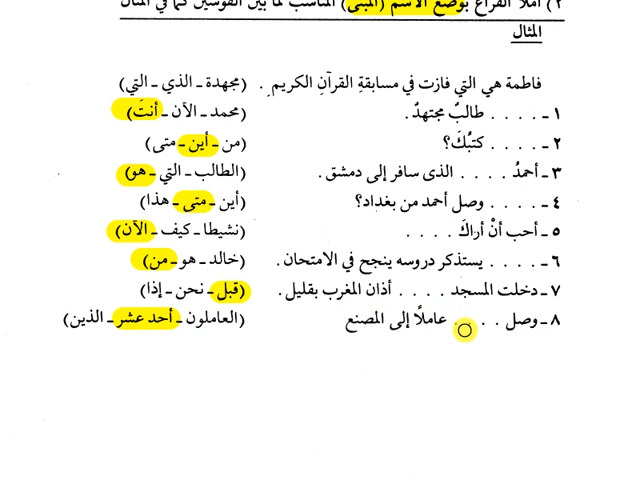 ٢) املأ الفراغ بوضع الاسم (المبنى) المناسب مما بين القوسين كما في المثال
المثال
فاطمة هي التي فازت في مسابقةِ القرآنِ الكريم. (مجهدة ـ الذي ـ التي)
١ ـ .... طالبٌ مجتهدٌ. (محمد ـ الآن ـ أنتَ)
٢ ـ .... كتبُكَ؟ (من ـ أين ـ متى)
٣ ـ أحمدُ .... الذى سافر إلى دمشق. (الطالب ـ التي ـ هو)
٤ ـ .... وصل أحمد من بغداد؟ (أين ـ متى ـ هذا)
٥ ـ أحب أنْ أراكَ .... (نشيطا ـ كيف ـ الآن)
٦ ـ .... يستذكر دروسه ينجح في الامتحان. (خالد ـ هو ـ من)
٧ ـ دخلت المسجد .... أذان المغرب بقليل. (قبل ـ نحن ـ إذا)
٨ ـ وصل .... عاملًا إلى المصنع (العاملون ـ أحد عشر ـ الذين)